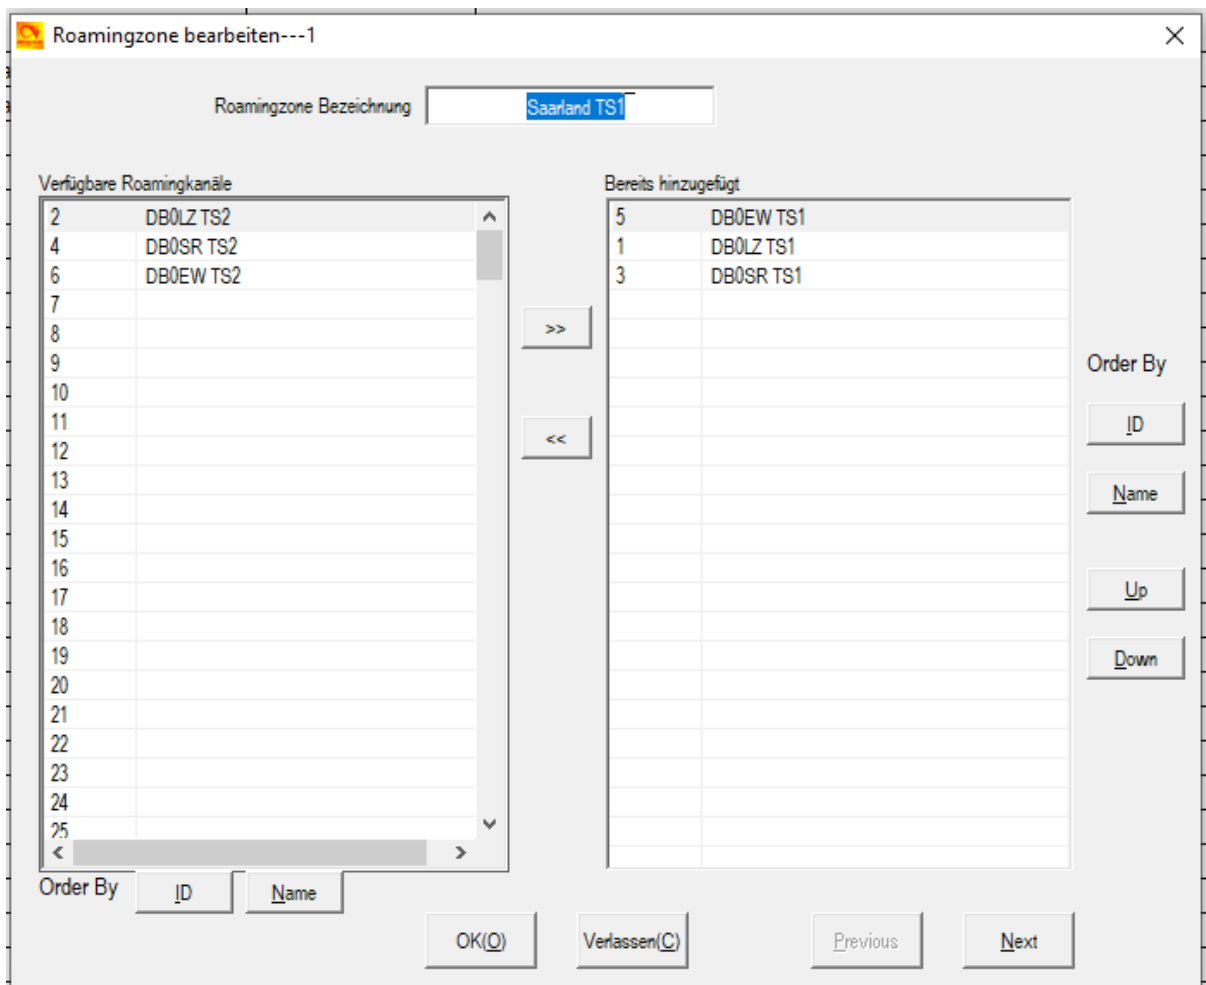 Roamingzone bearbeiten---1
Roamingzone Bezeichnung Saarland TS1
Verfügbare Roamingkanäle
2 DB0LZ TS2
4 DB0SR TS2
6 DB0EW TS2
7
8
9
10
11
12
13
14
15
16
17
18
19
20
21
22
23
24
25
Order By ID Name
>>
<<
Bereits hinzugefügt
5 DB0EW TS1
1 DB0LZ TS1
3 DB0SR TS1
Order By
ID
Name
Up
Down
OK(O) Verlassen(C) Previous Next